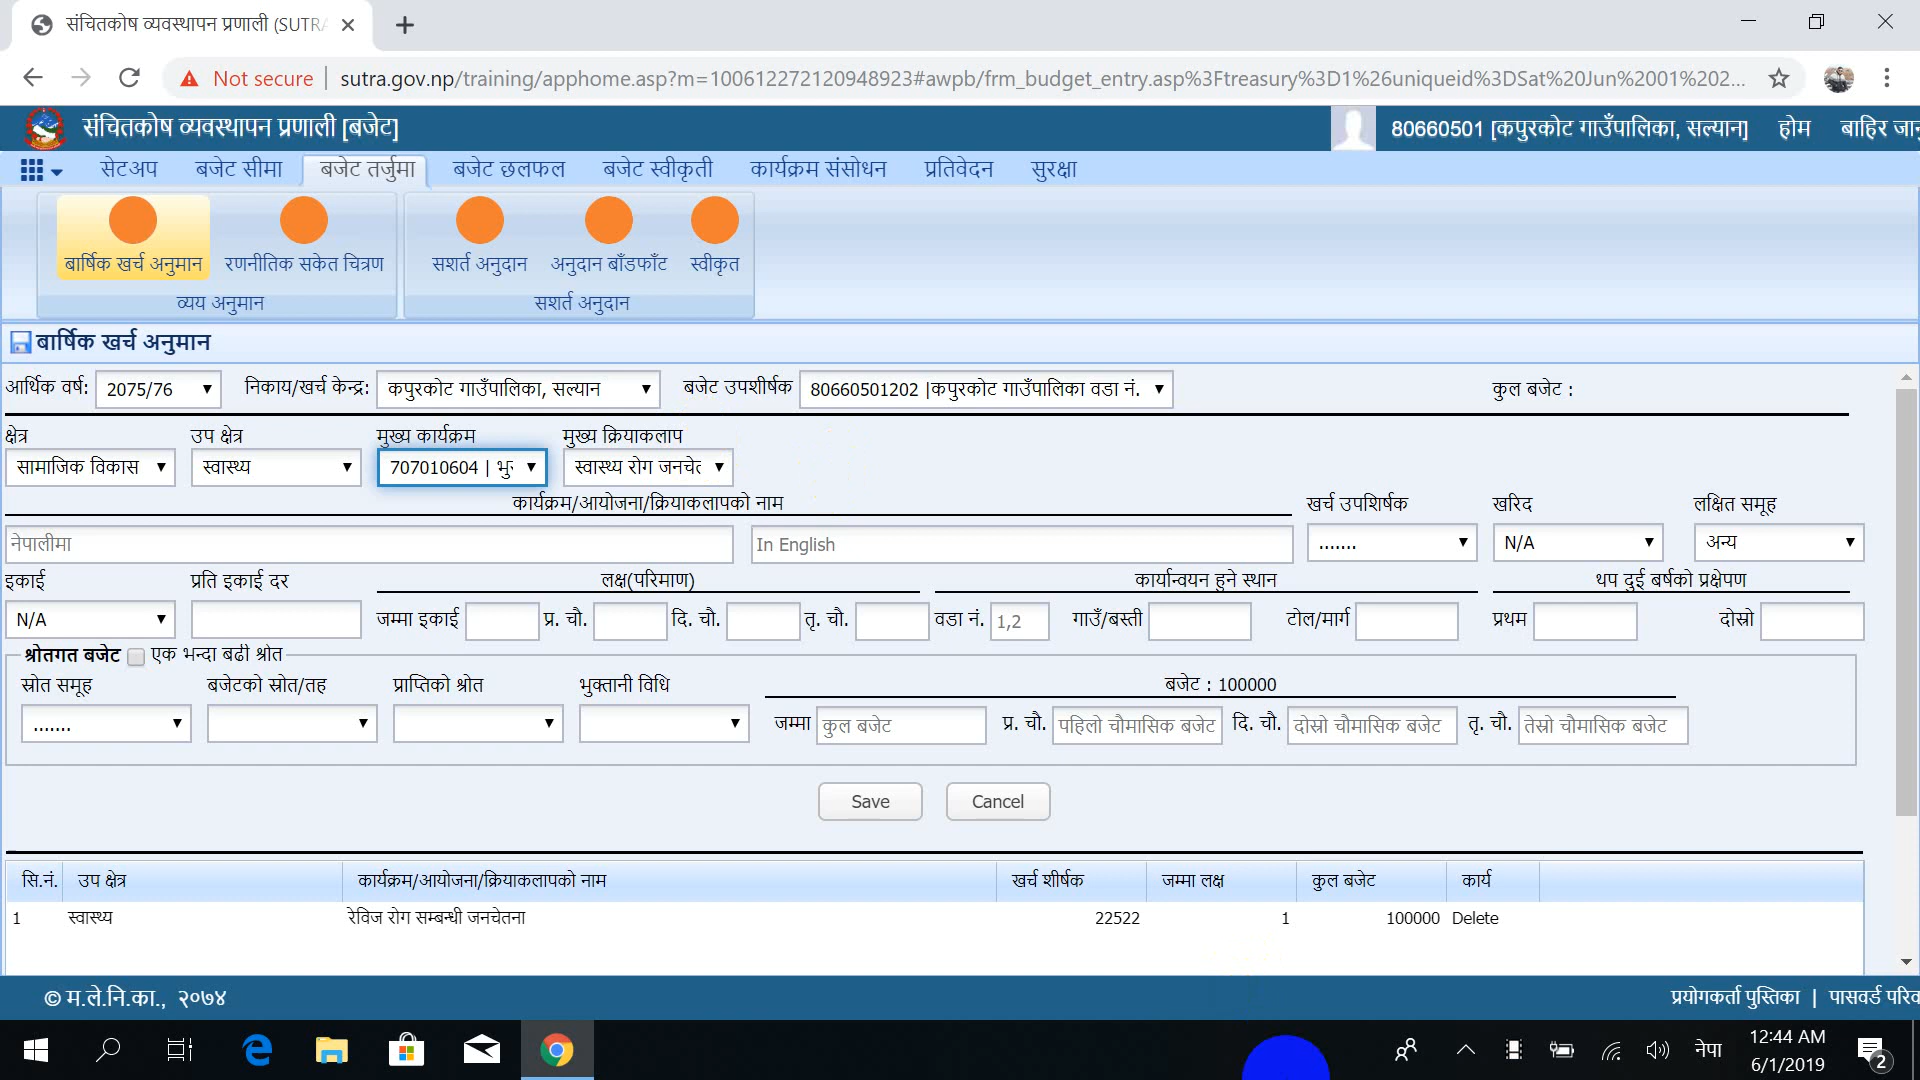 संचितकोष व्यवस्थापन प्रणाली (SUTRA
Not secure | sutra.gov.np/training/apphome.asp?m=100612272120948923#awpb/frm_budget_entry.asp%3Ftreasury%3D1%26uniqueid%3DSat%20Jun%2001%202...
संचितकोष व्यवस्थापन प्रणाली [बजेट] 80660501 [कपुरकोट गाउँपालिका, सल्यान] होम बाहिर जानु
सेटअप बजेट सीमा बजेट तर्जुमा बजेट छलफल बजेट स्वीकृती कार्यक्रम संसोधन प्रतिवेदन सुरक्षा
बार्षिक खर्च अनुमान रणनीतिक सकेत चित्रण सशर्त अनुदान अनुदान बाँडफाँट स्वीकृत
व्यय अनुमान सशर्त अनुदान
बार्षिक खर्च अनुमान
आर्थिक वर्ष: 2075/76 निकाय/खर्च केन्द्र: कपुरकोट गाउँपालिका, सल्यान बजेट उपशीर्षक 80660501202 |कपुरकोट गाउँपालिका वडा नं. कुल बजेट :
क्षेत्र उप क्षेत्र मुख्य कार्यक्रम मुख्य क्रियाकलाप
सामाजिक विकास स्वास्थ्य 707010604 | स्वास्थ्य रोग जनचेत
कार्यक्रम/आयोजना/क्रियाकलापको नाम खर्च उपशिर्षक खरिद लक्षित समूह
नेपालीमा In English ....... N/A अन्य
इकाई प्रति इकाई दर लक्ष(परिमाण) कार्यान्वयन हुने स्थान थप दुई बर्षको प्रक्षेपण
N/A जम्मा इकाई प्र. चौ. दि. चौ. तृ. चौ. वडा नं. 1,2 गाउँ/बस्ती टोल/मार्ग प्रथम दोस्रो
श्रोतगत बजेट एक भन्दा बढी श्रोत
स्रोत समूह बजेटको स्रोत/तह प्राप्तिको श्रोत भुक्तानी विधि बजेट : 100000
....... जम्मा कुल बजेट प्र. चौ. पहिलो चौमासिक बजेट दि. चौ. दोस्रो चौमासिक बजेट तृ. चौ. तेस्रो चौमासिक बजेट
Save Cancel
सि.नं. उप क्षेत्र कार्यक्रम/आयोजना/क्रियाकलापको नाम खर्च शीर्षक जम्मा लक्ष कुल बजेट कार्य
1 स्वास्थ्य रेविज रोग सम्बन्धी जनचेतना 22522 1 100000 Delete
© म.ले.नि.का., २०७४ प्रयोगकर्ता पुस्तिका | पासवर्ड परिव
नेपा 12:44 AM
6/1/2019 2